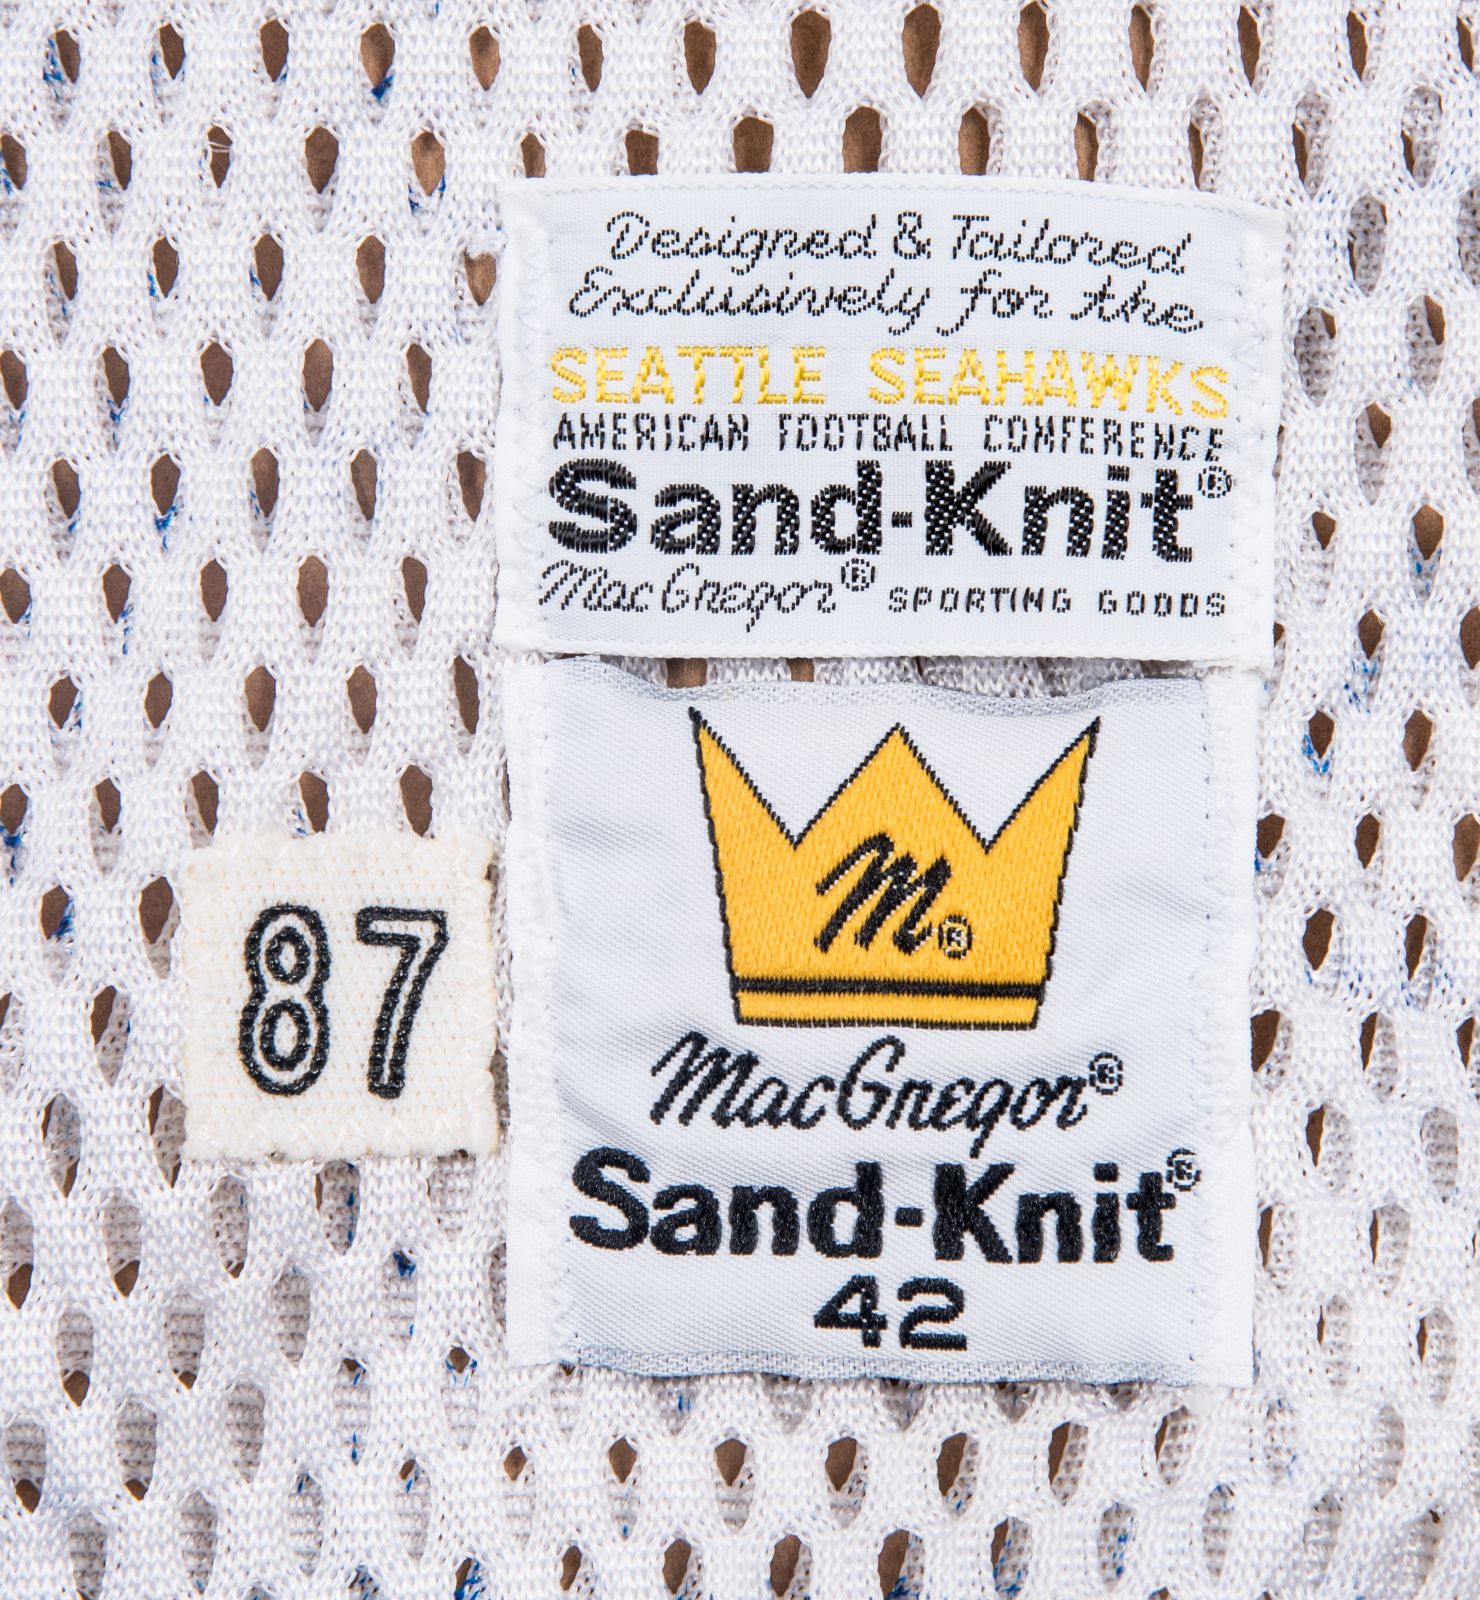 Designed & Tailored
Exclusively for the
SEATTLE SEAHAWKS
AMERICAN FOOTBALL CONFERENCE
Sand-Knit®
MacGregor® SPORTING GOODS
M®
87
MacGregor®
Sand-Knit®
42